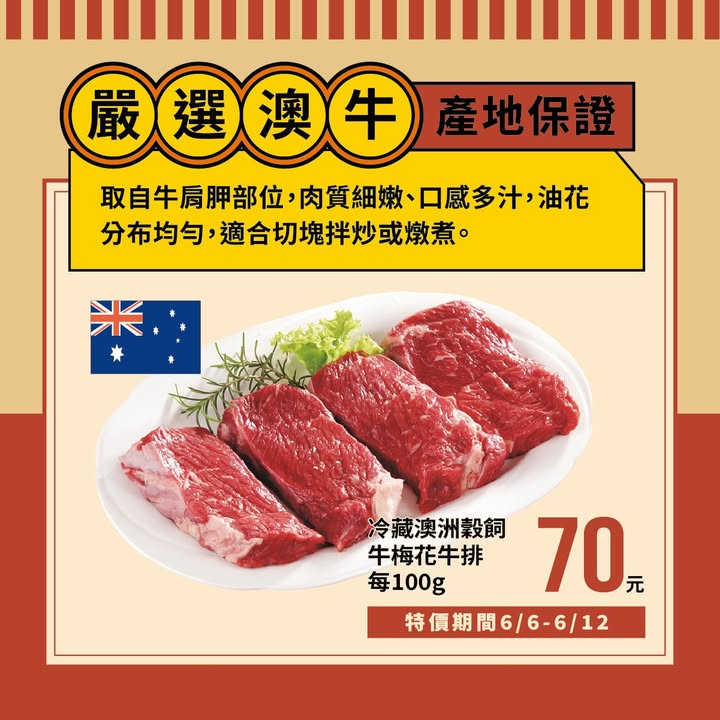 嚴選澳牛 產地保證
取自牛肩胛部位，肉質細嫩、口感多汁，油花
分布均勻，適合切塊拌炒或燉煮。
冷藏澳洲穀飼
牛梅花牛排
每100g
70元
特價期間6/6-6/12